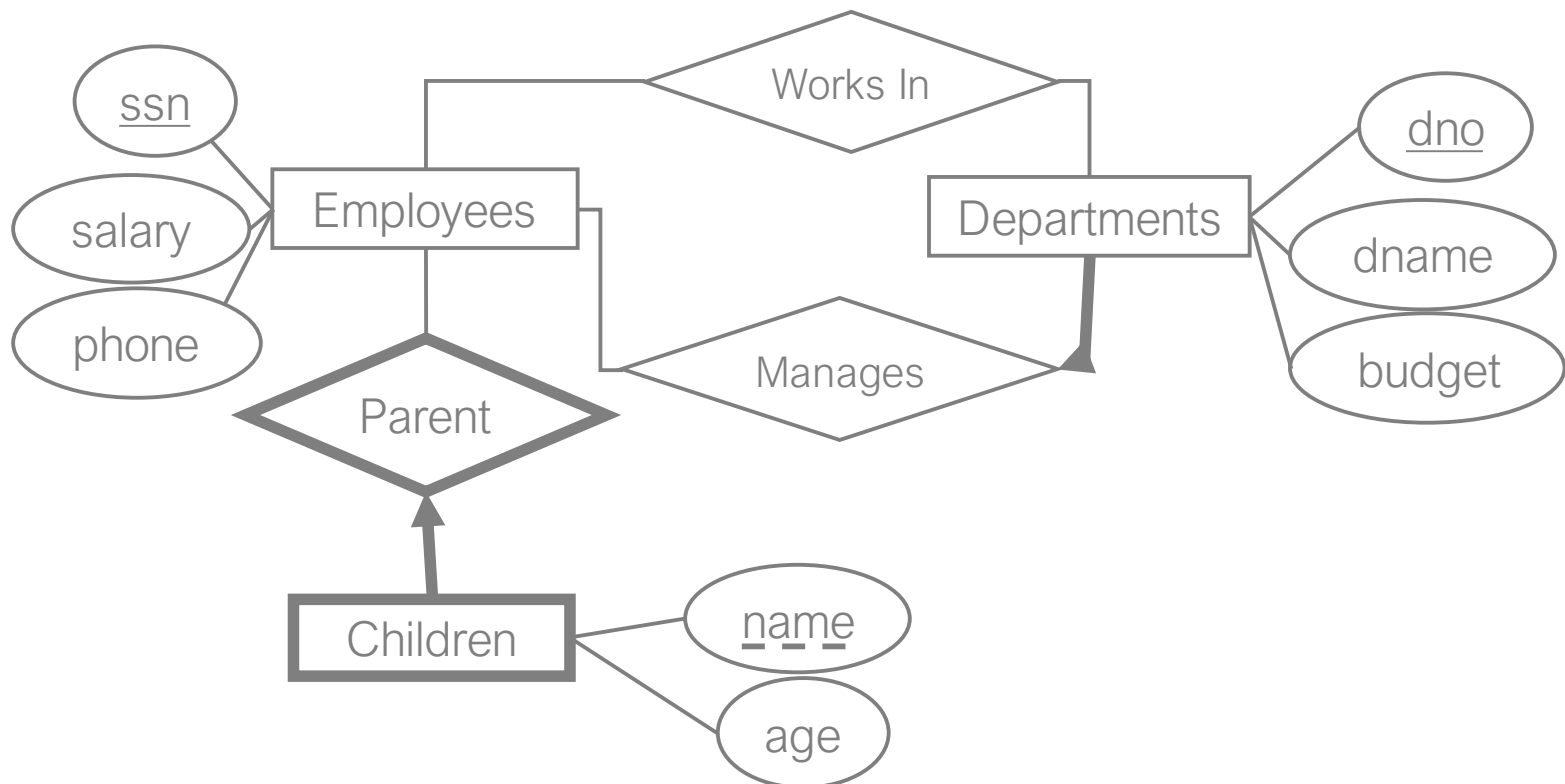 Works In
ssn
dno
Employees
Departments
salary
dname
phone
Manages
budget
Parent
Children
name
age